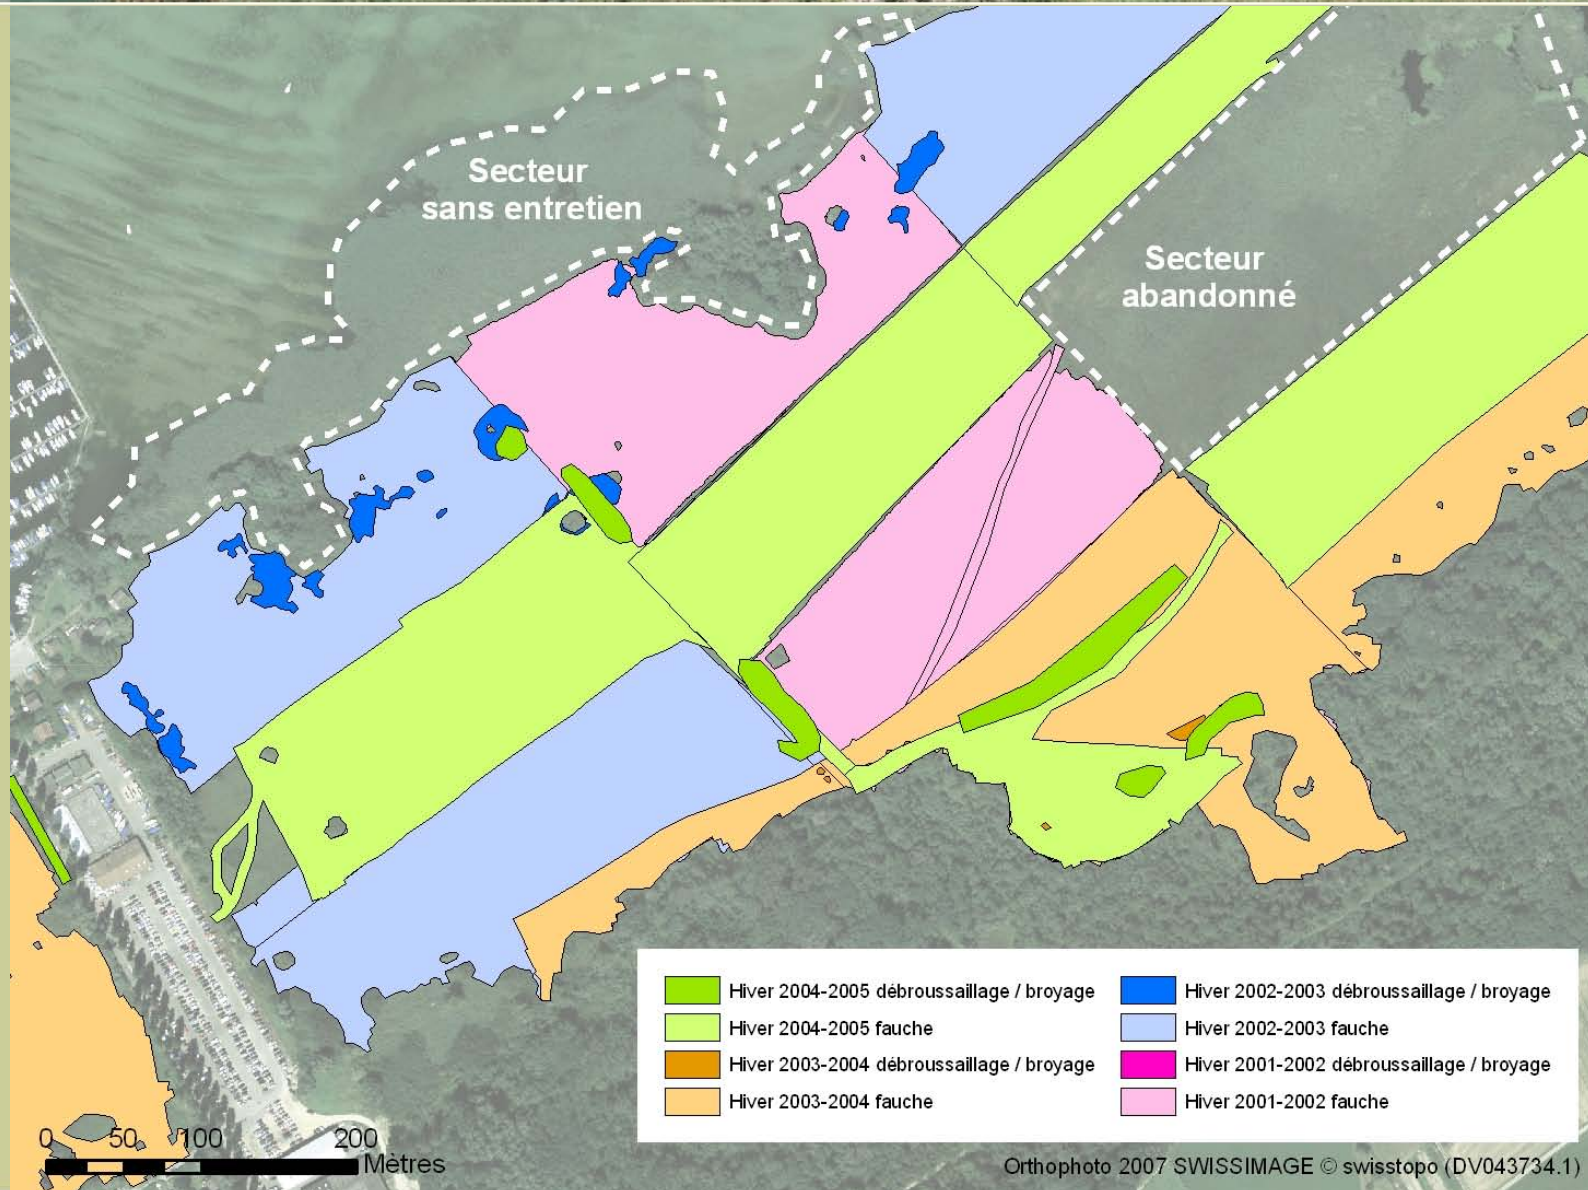 Secteur
sans entretien
Secteur
abandonné
Hiver 2004-2005 débroussaillage / broyage
Hiver 2004-2005 fauche
Hiver 2003-2004 débroussaillage / broyage
Hiver 2003-2004 fauche
Hiver 2002-2003 débroussaillage / broyage
Hiver 2002-2003 fauche
Hiver 2001-2002 débroussaillage / broyage
Hiver 2001-2002 fauche
0 50 100 200
Mètres
Orthophoto 2007 SWISSIMAGE © swisstopo (DV043734.1)